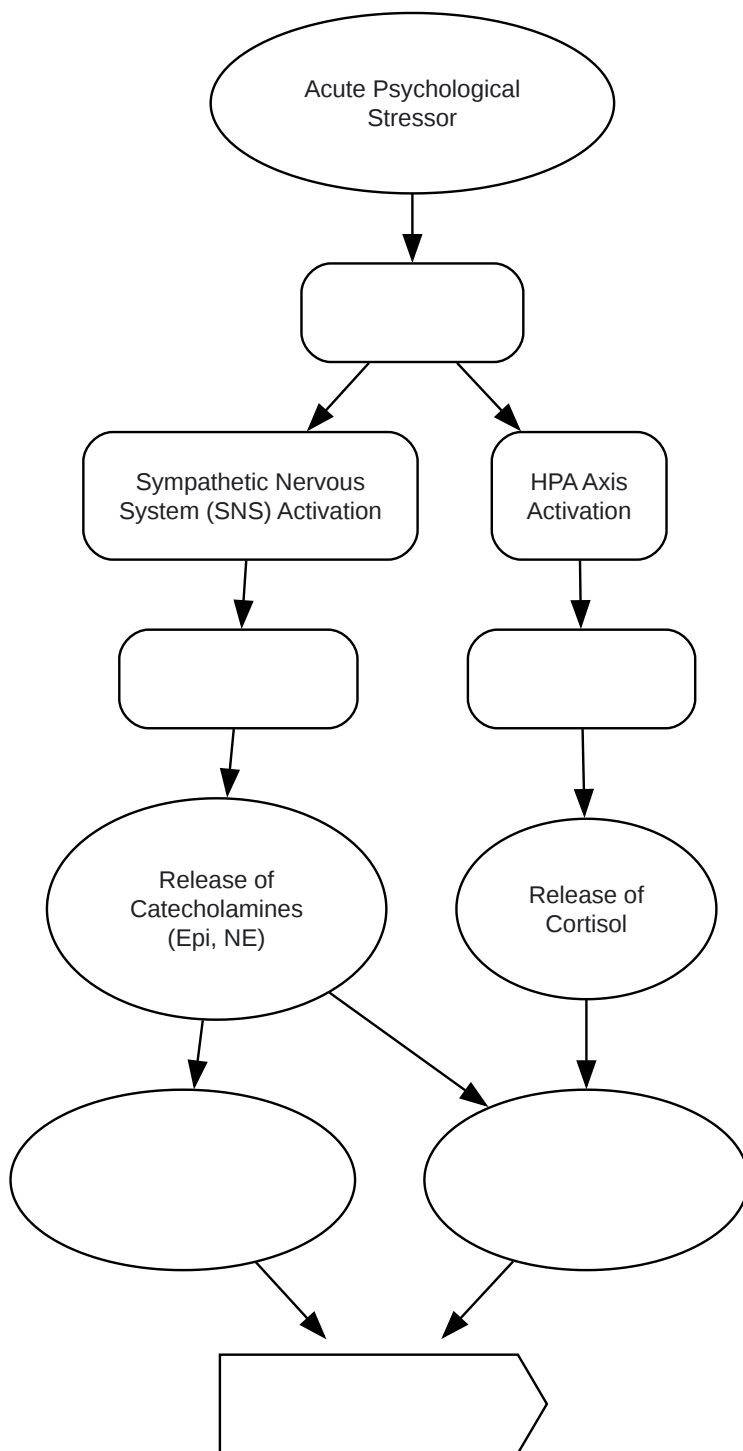 Acute Psychological
Stressor
Sympathetic Nervous
System (SNS) Activation
HPA Axis
Activation
Release of
Catecholamines
(Epi, NE)
Release of
Cortisol